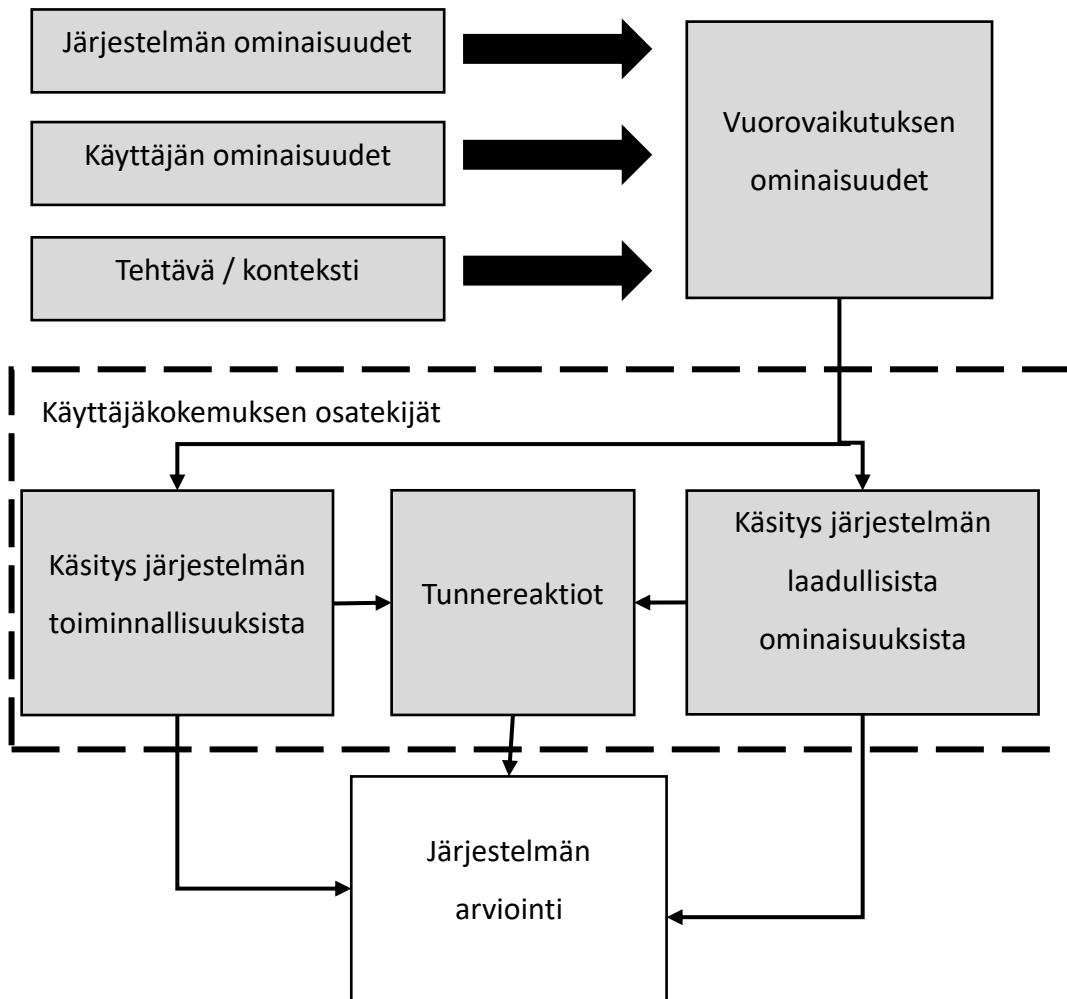 Järjestelmän ominaisuudet
Käyttäjän ominaisuudet
Tehtävä / konteksti
Vuorovaikutuksen
ominaisuudet
Käyttäjäkokemuksen osatekijät
Käsitys järjestelmän
toiminnallisuuksista
Tunnereaktiot
Käsitys järjestelmän
laadullisista
ominaisuuksista
Järjestelmän
arviointi